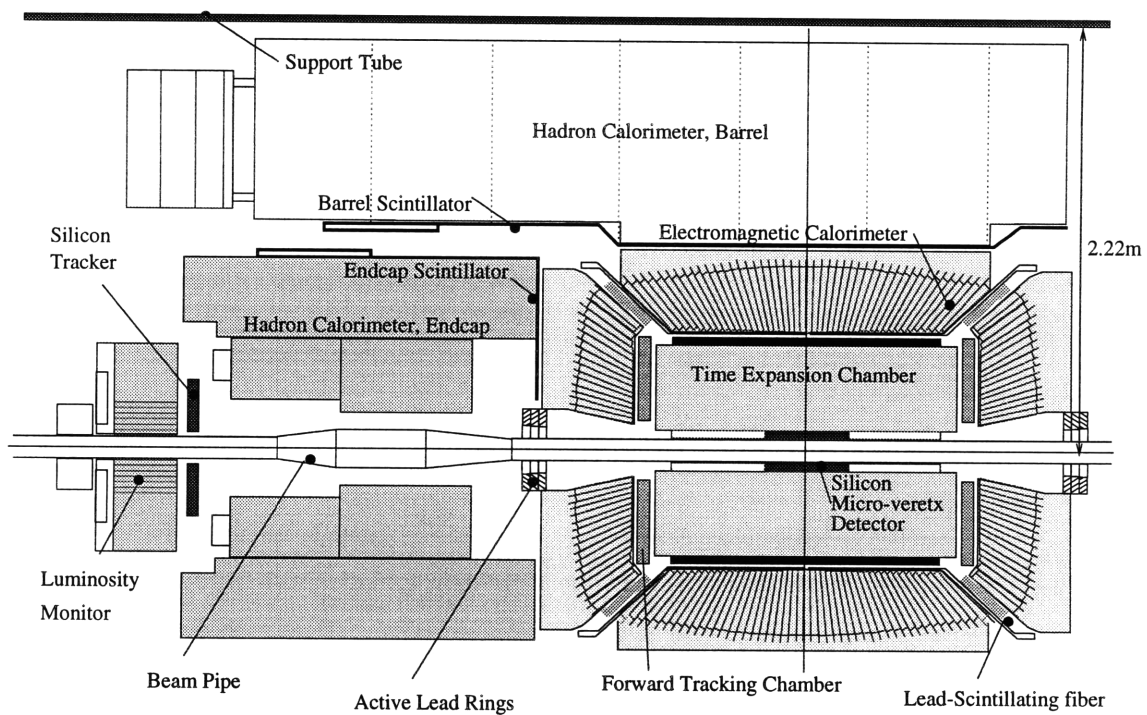 Support Tube
Hadron Calorimeter, Barrel
Barrel Scintillator
Silicon
Tracker
Electromagnetic Calorimeter
2.22m
Endcap Scintillator
Hadron Calorimeter, Endcap
Time Expansion Chamber
Silicon
Micro-veretx
Detector
Luminosity
Monitor
Beam Pipe
Active Lead Rings
Forward Tracking Chamber
Lead-Scintillating fiber